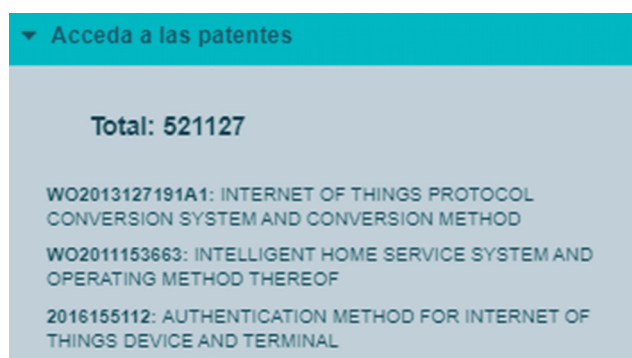 Acceda a las patentes
Total: 521127
WO2013127191A1: INTERNET OF THINGS PROTOCOL
CONVERSION SYSTEM AND CONVERSION METHOD
WO2011153663: INTELLIGENT HOME SERVICE SYSTEM AND
OPERATING METHOD THEREOF
2016155112: AUTHENTICATION METHOD FOR INTERNET OF
THINGS DEVICE AND TERMINAL